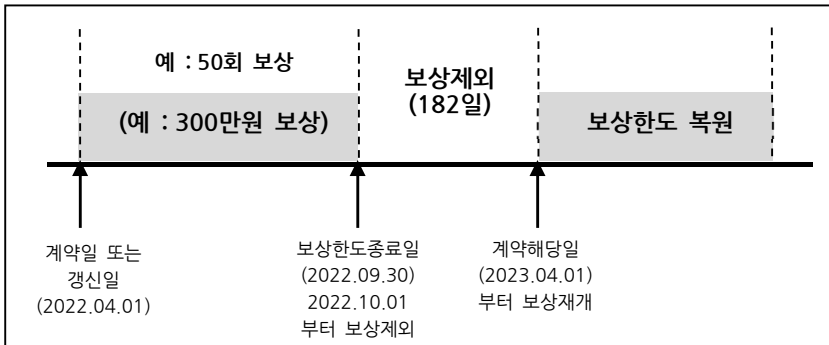 예 : 50회 보상
(예 : 300만원 보상)
보상제외
(182일)
보상한도 복원
계약일 또는
갱신일
(2022.04.01)
보상한도종료일
(2022.09.30)
2022.10.01
부터 보상제외
계약해당일
(2023.04.01)
부터 보상재개